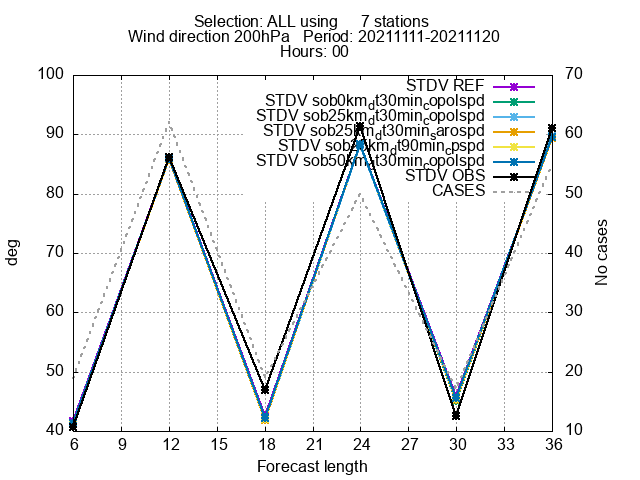 Selection: ALL using 7 stations
Wind direction 200hPa Period: 20211111-20211120
Hours: 00
100
90
80
70
60
50
40
70
60
50
40
30
20
10
deg
No cases
STDV REF
STDV sob0km_dt30min_copolspd
STDV sob25km_dt30min_copolspd
STDV sob25km_dt30min_sarospd
STDV km_dt90min_cpspd
STDV sob50km_dt30min_copolspd
STDV OBS
CASES
6 9 12 15 18 21 24 27 30 33 36
Forecast length